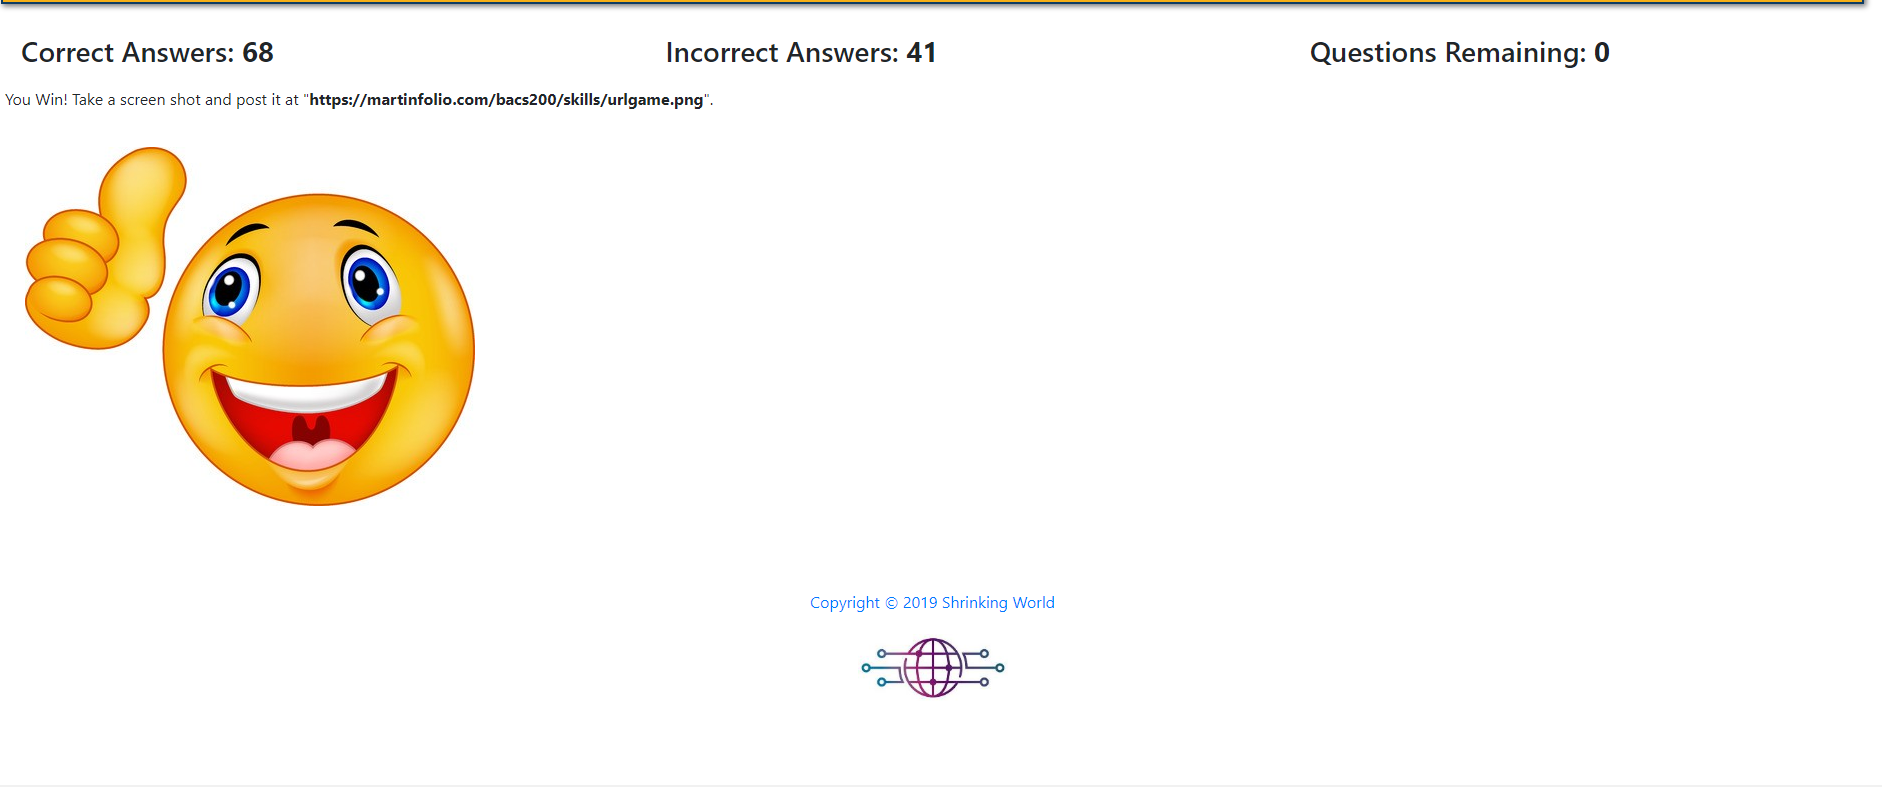 Correct Answers: 68 Incorrect Answers: 41 Questions Remaining: 0
You Win! Take a screen shot and post it at "https://martinfolio.com/bacs200/skills/urlgame.png".
Copyright © 2019 Shrinking World